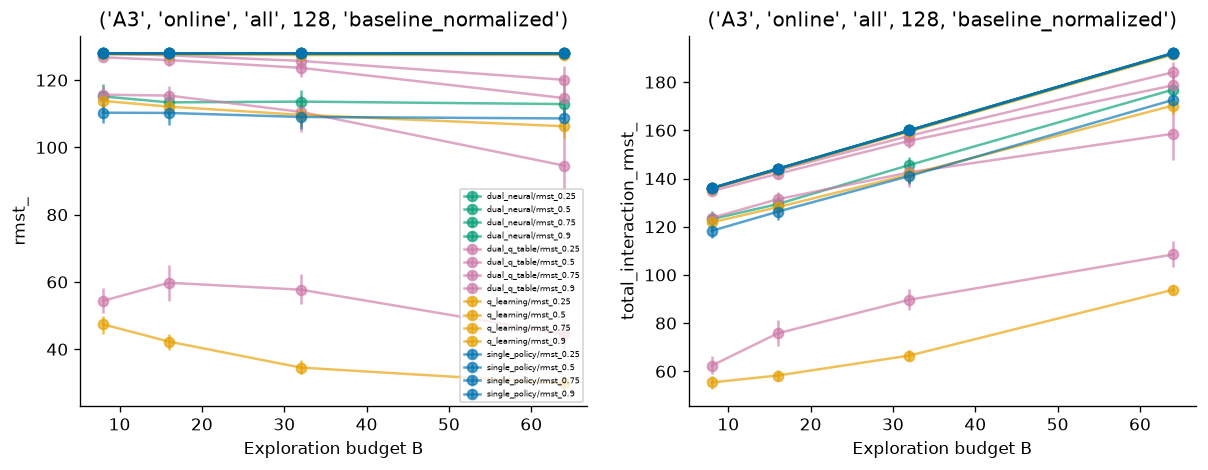 ('A3', 'online', 'all', 128, 'baseline_normalized')
rmst_
120
100
80
60
40
10
20
30
40
50
60
Exploration budget B
dual_neural/rmst_0.25
dual_neural/rmst_0.5
dual_neural/rmst_0.75
dual_neural/rmst_0.9
dual_q_table/rmst_0.25
dual_q_table/rmst_0.5
dual_q_table/rmst_0.75
dual_q_table/rmst_0.9
q_learning/rmst_0.25
q_learning/rmst_0.5
q_learning/rmst_0.75
q_learning/rmst_0.9
single_policy/rmst_0.25
single_policy/rmst_0.5
single_policy/rmst_0.75
single_policy/rmst_0.9
('A3', 'online', 'all', 128, 'baseline_normalized')
total_interaction_rmst_
180
160
140
120
100
80
60
10
20
30
40
50
60
Exploration budget B